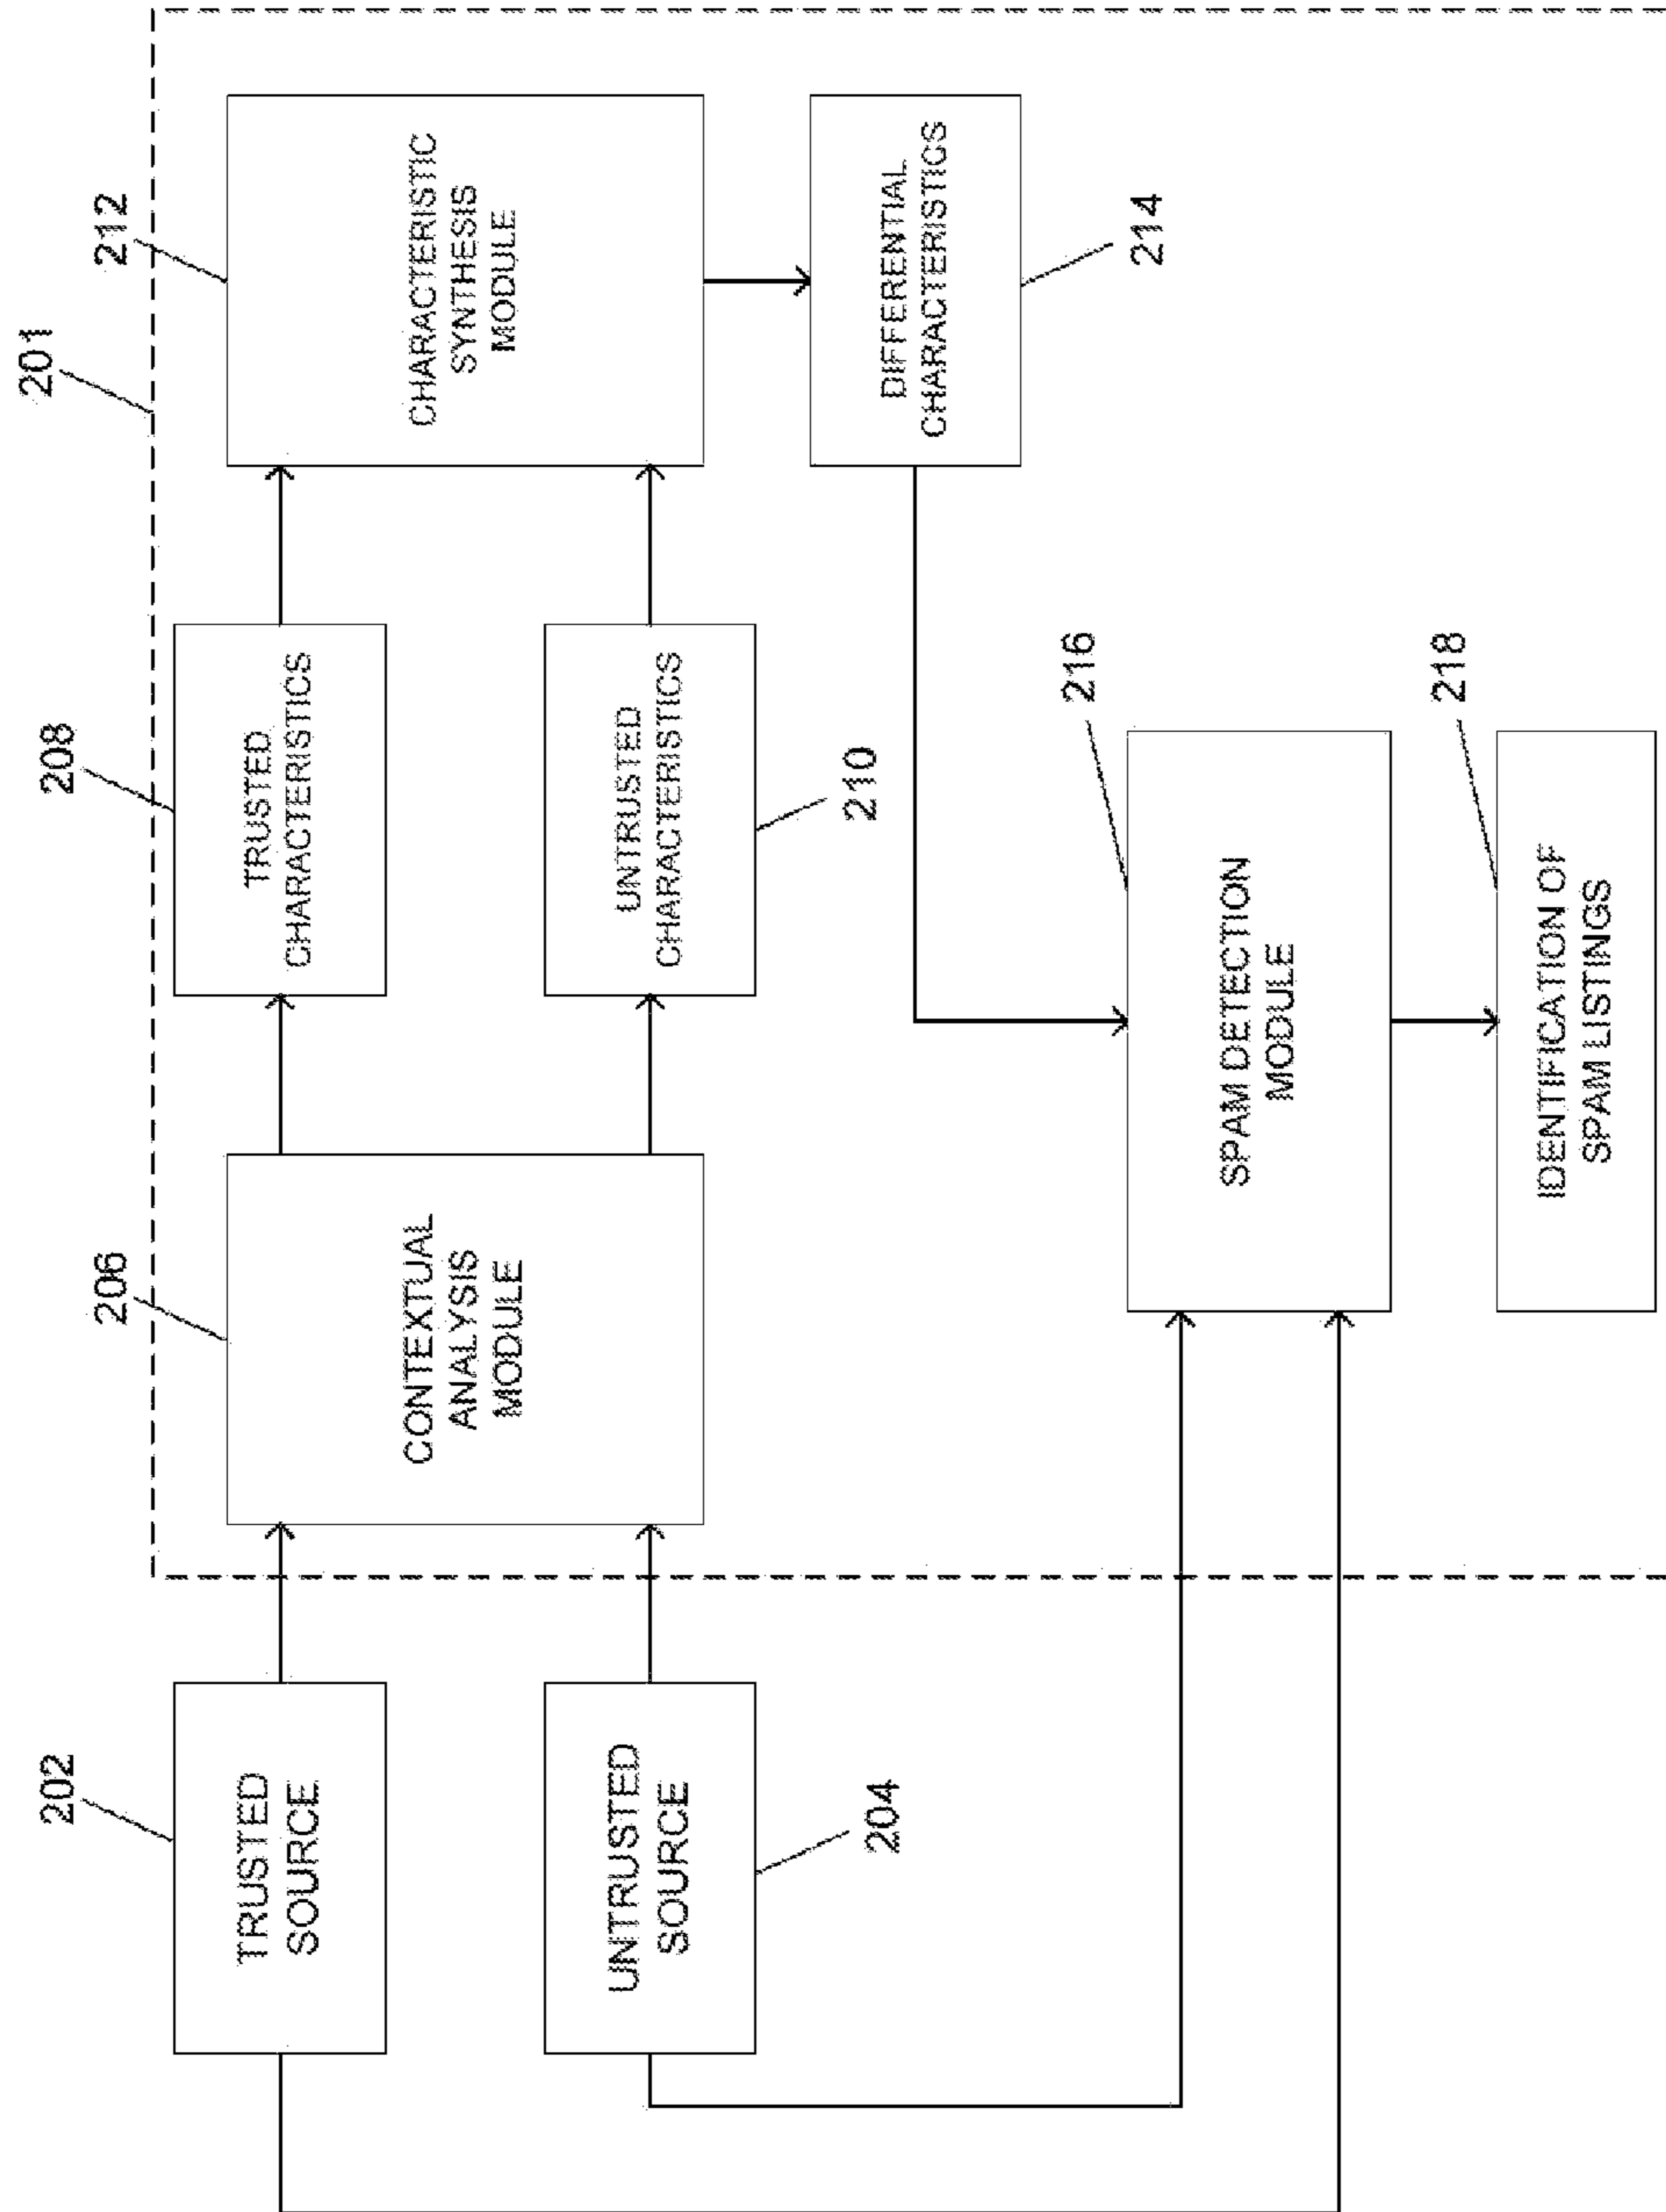 201
202
TRUSTED
SOURCE
206
CONTEXTUAL
ANALYSIS
MODULE
208
TRUSTED
CHARACTERISTICS
212
CHARACTERISTIC
SYNTHESIS
MODULE
UNTRUSTED
SOURCE
204
UNTRUSTED
CHARACTERISTICS
210
DIFFERENTIAL
CHARACTERISTICS
214
216
SPAM DETECTION
MODULE
218
IDENTIFICATION OF
SPAM LISTINGS